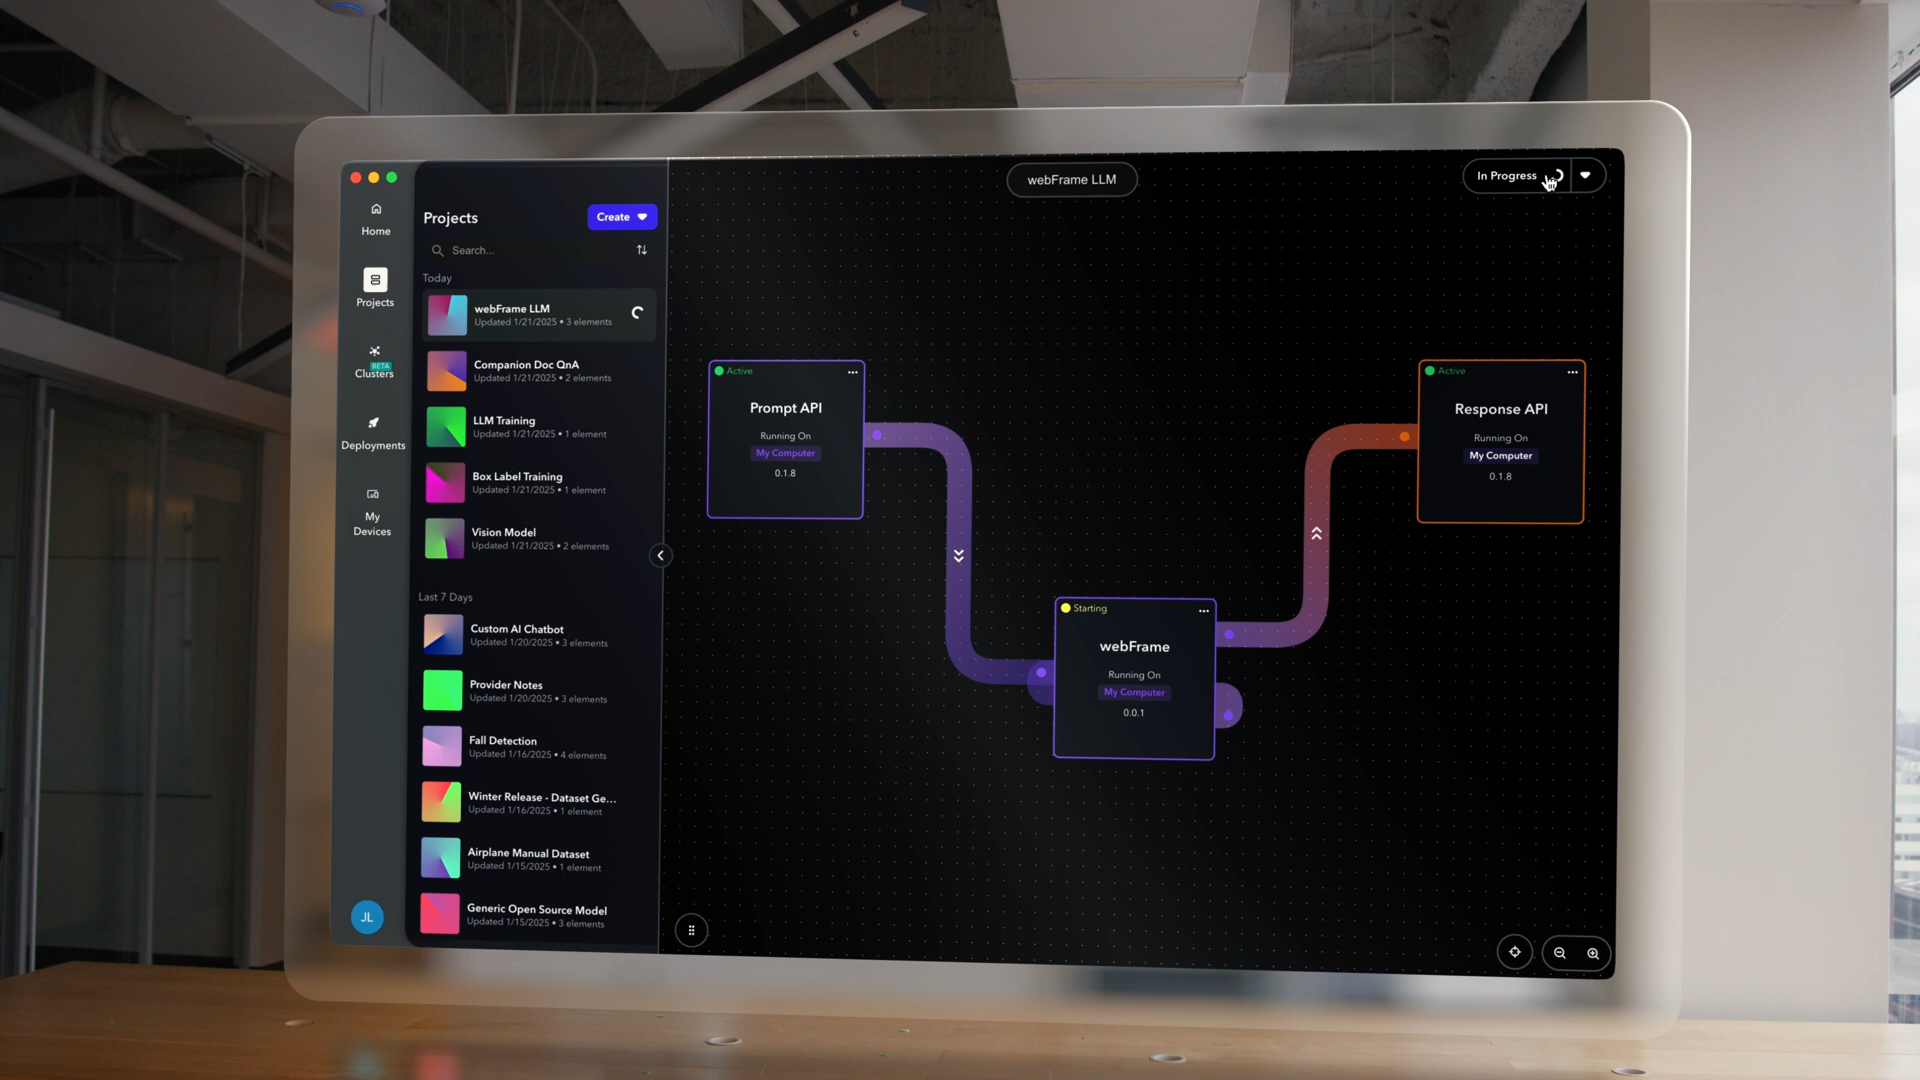 Home
Projects
BETA
Clusters
Deployments
My
Devices
JL
Projects
Create
Search...
Today
webFrame LLM
Updated 1/21/2025 • 3 elements
Companion Doc QnA
Updated 1/21/2025 • 2 elements
LLM Training
Updated 1/21/2025 • 1 element
Box Label Training
Updated 1/21/2025 • 1 element
Vision Model
Updated 1/21/2025 • 2 elements
Last 7 Days
Custom AI Chatbot
Updated 1/20/2025 • 3 elements
Provider Notes
Updated 1/20/2025 • 3 elements
Fall Detection
Updated 1/16/2025 • 4 elements
Winter Release - Dataset Ge...
Updated 1/16/2025 • 1 element
Airplane Manual Dataset
Updated 1/15/2025 • 1 element
Generic Open Source Model
Updated 1/15/2025 • 3 elements
webFrame LLM
In Progress
Active
Prompt API
Running On
My Computer
0.1.8
Starting
webFrame
Running On
My Computer
0.0.1
Active
Response API
Running On
My Computer
0.1.8